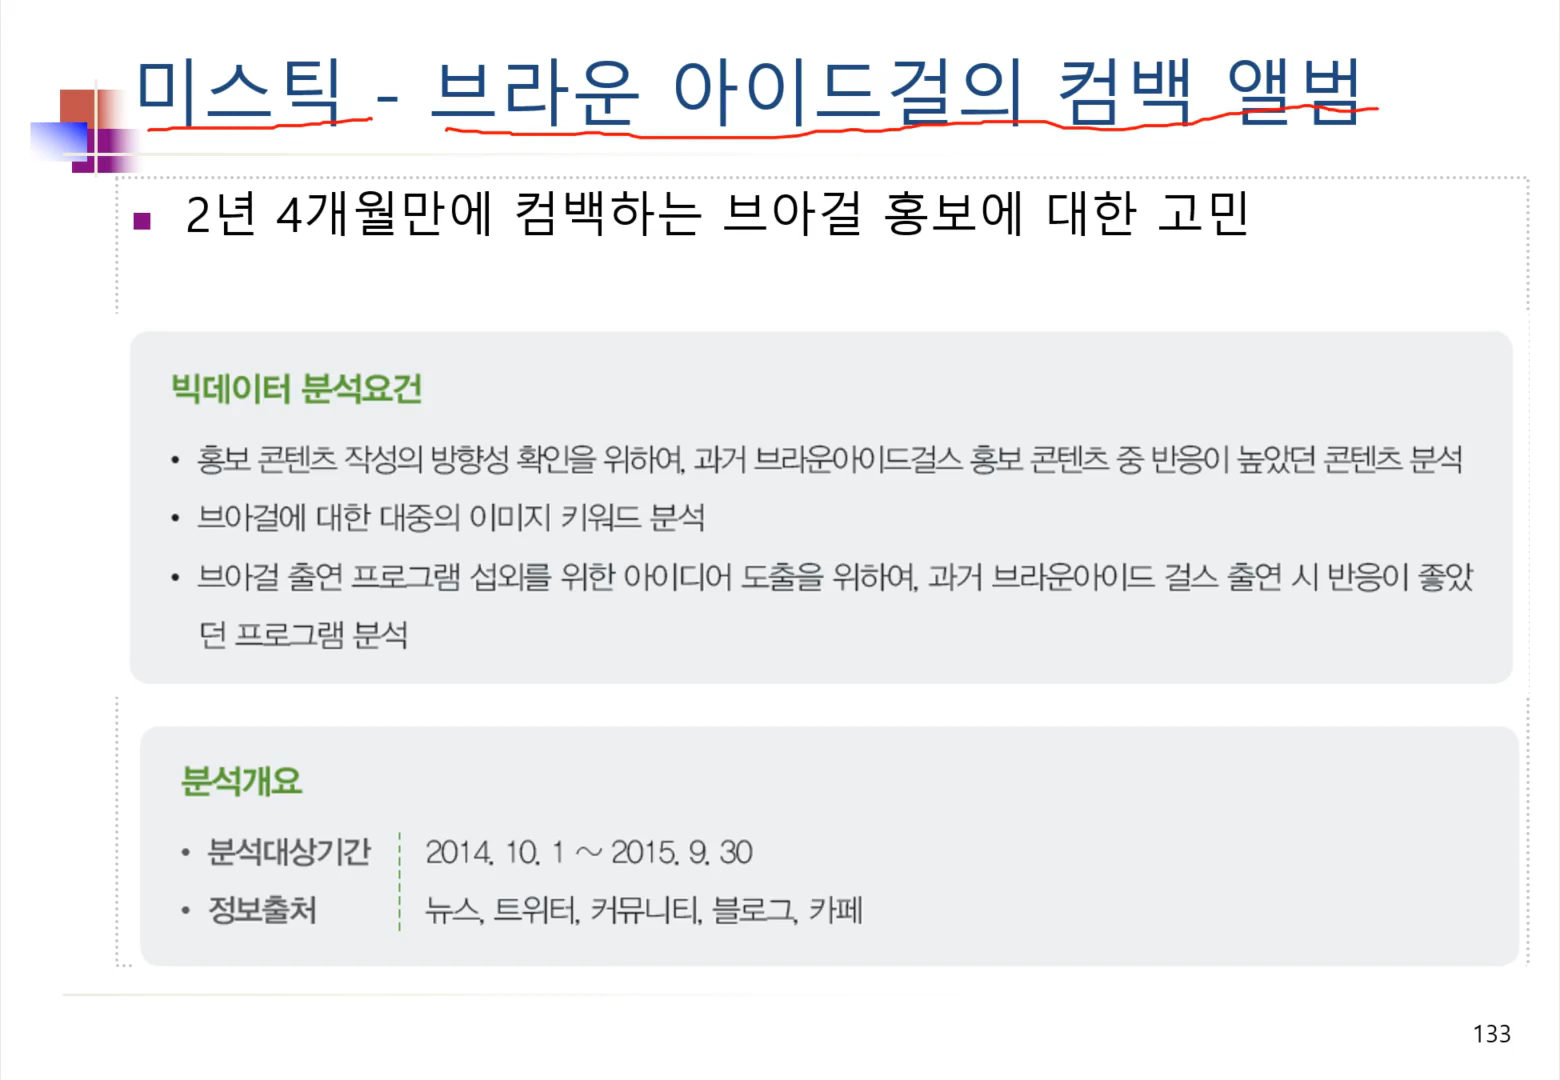 미스틱 - 브라운 아이드걸의 컴백 앨범
2년 4개월만에 컴백하는 브아걸 홍보에 대한 고민
빅데이터 분석요건
• 홍보 콘텐츠 작성의 방향성 확인을 위하여, 과거 브라운아이드걸스 홍보 콘텐츠 중 반응이 높았던 콘텐츠 분석
• 브아걸에 대한 대중의 이미지 키워드 분석
• 브아걸 출연 프로그램 섭외를 위한 아이디어 도출을 위하여, 과거 브라운아이드 걸스 출연 시 반응이 좋았
던 프로그램 분석
분석개요
• 분석대상기간 2014. 10. 1 ~ 2015. 9. 30
• 정보출처 뉴스, 트위터, 커뮤니티, 블로그, 카페
133